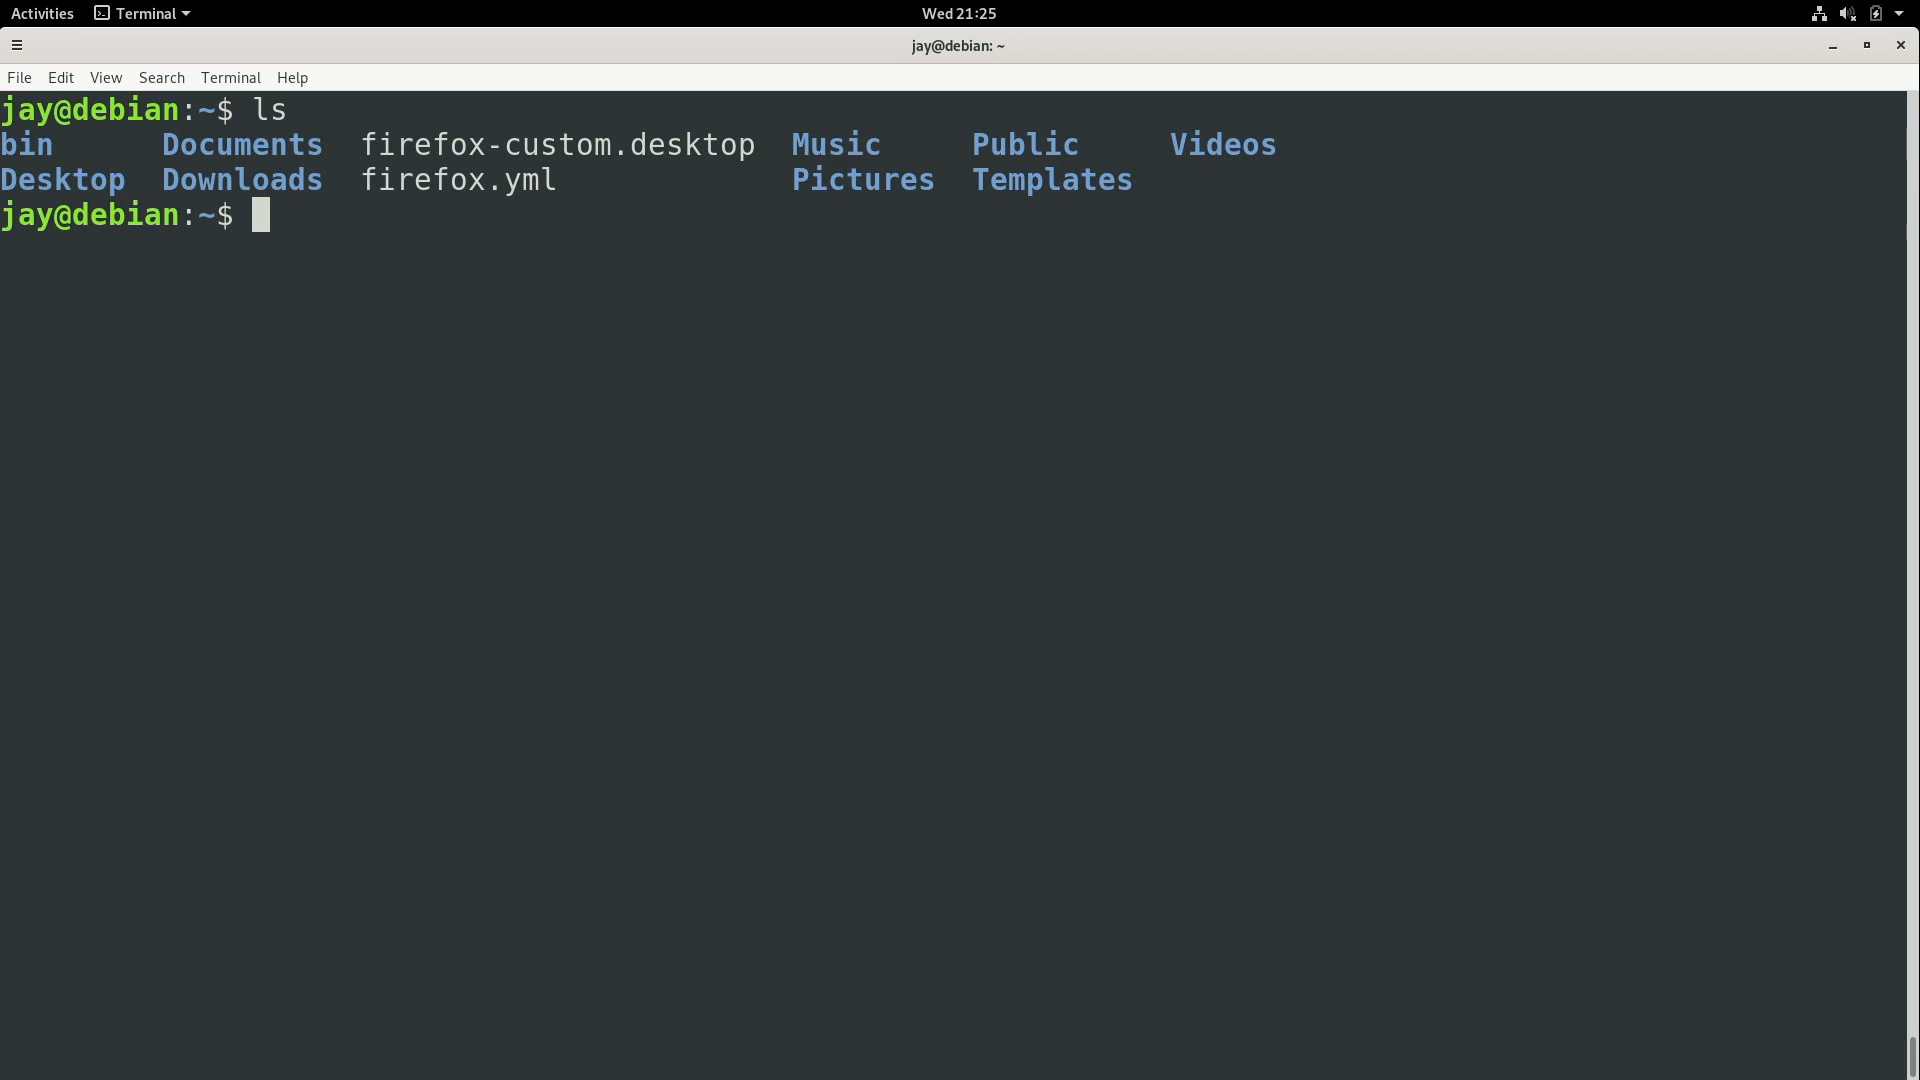 Activities Terminal Wed 21:25
jay@debian: ~
File Edit View Search Terminal Help
jay@debian:~$ ls
bin Documents firefox-custom.desktop Music Public Videos
Desktop Downloads firefox.yml Pictures Templates
jay@debian:~$